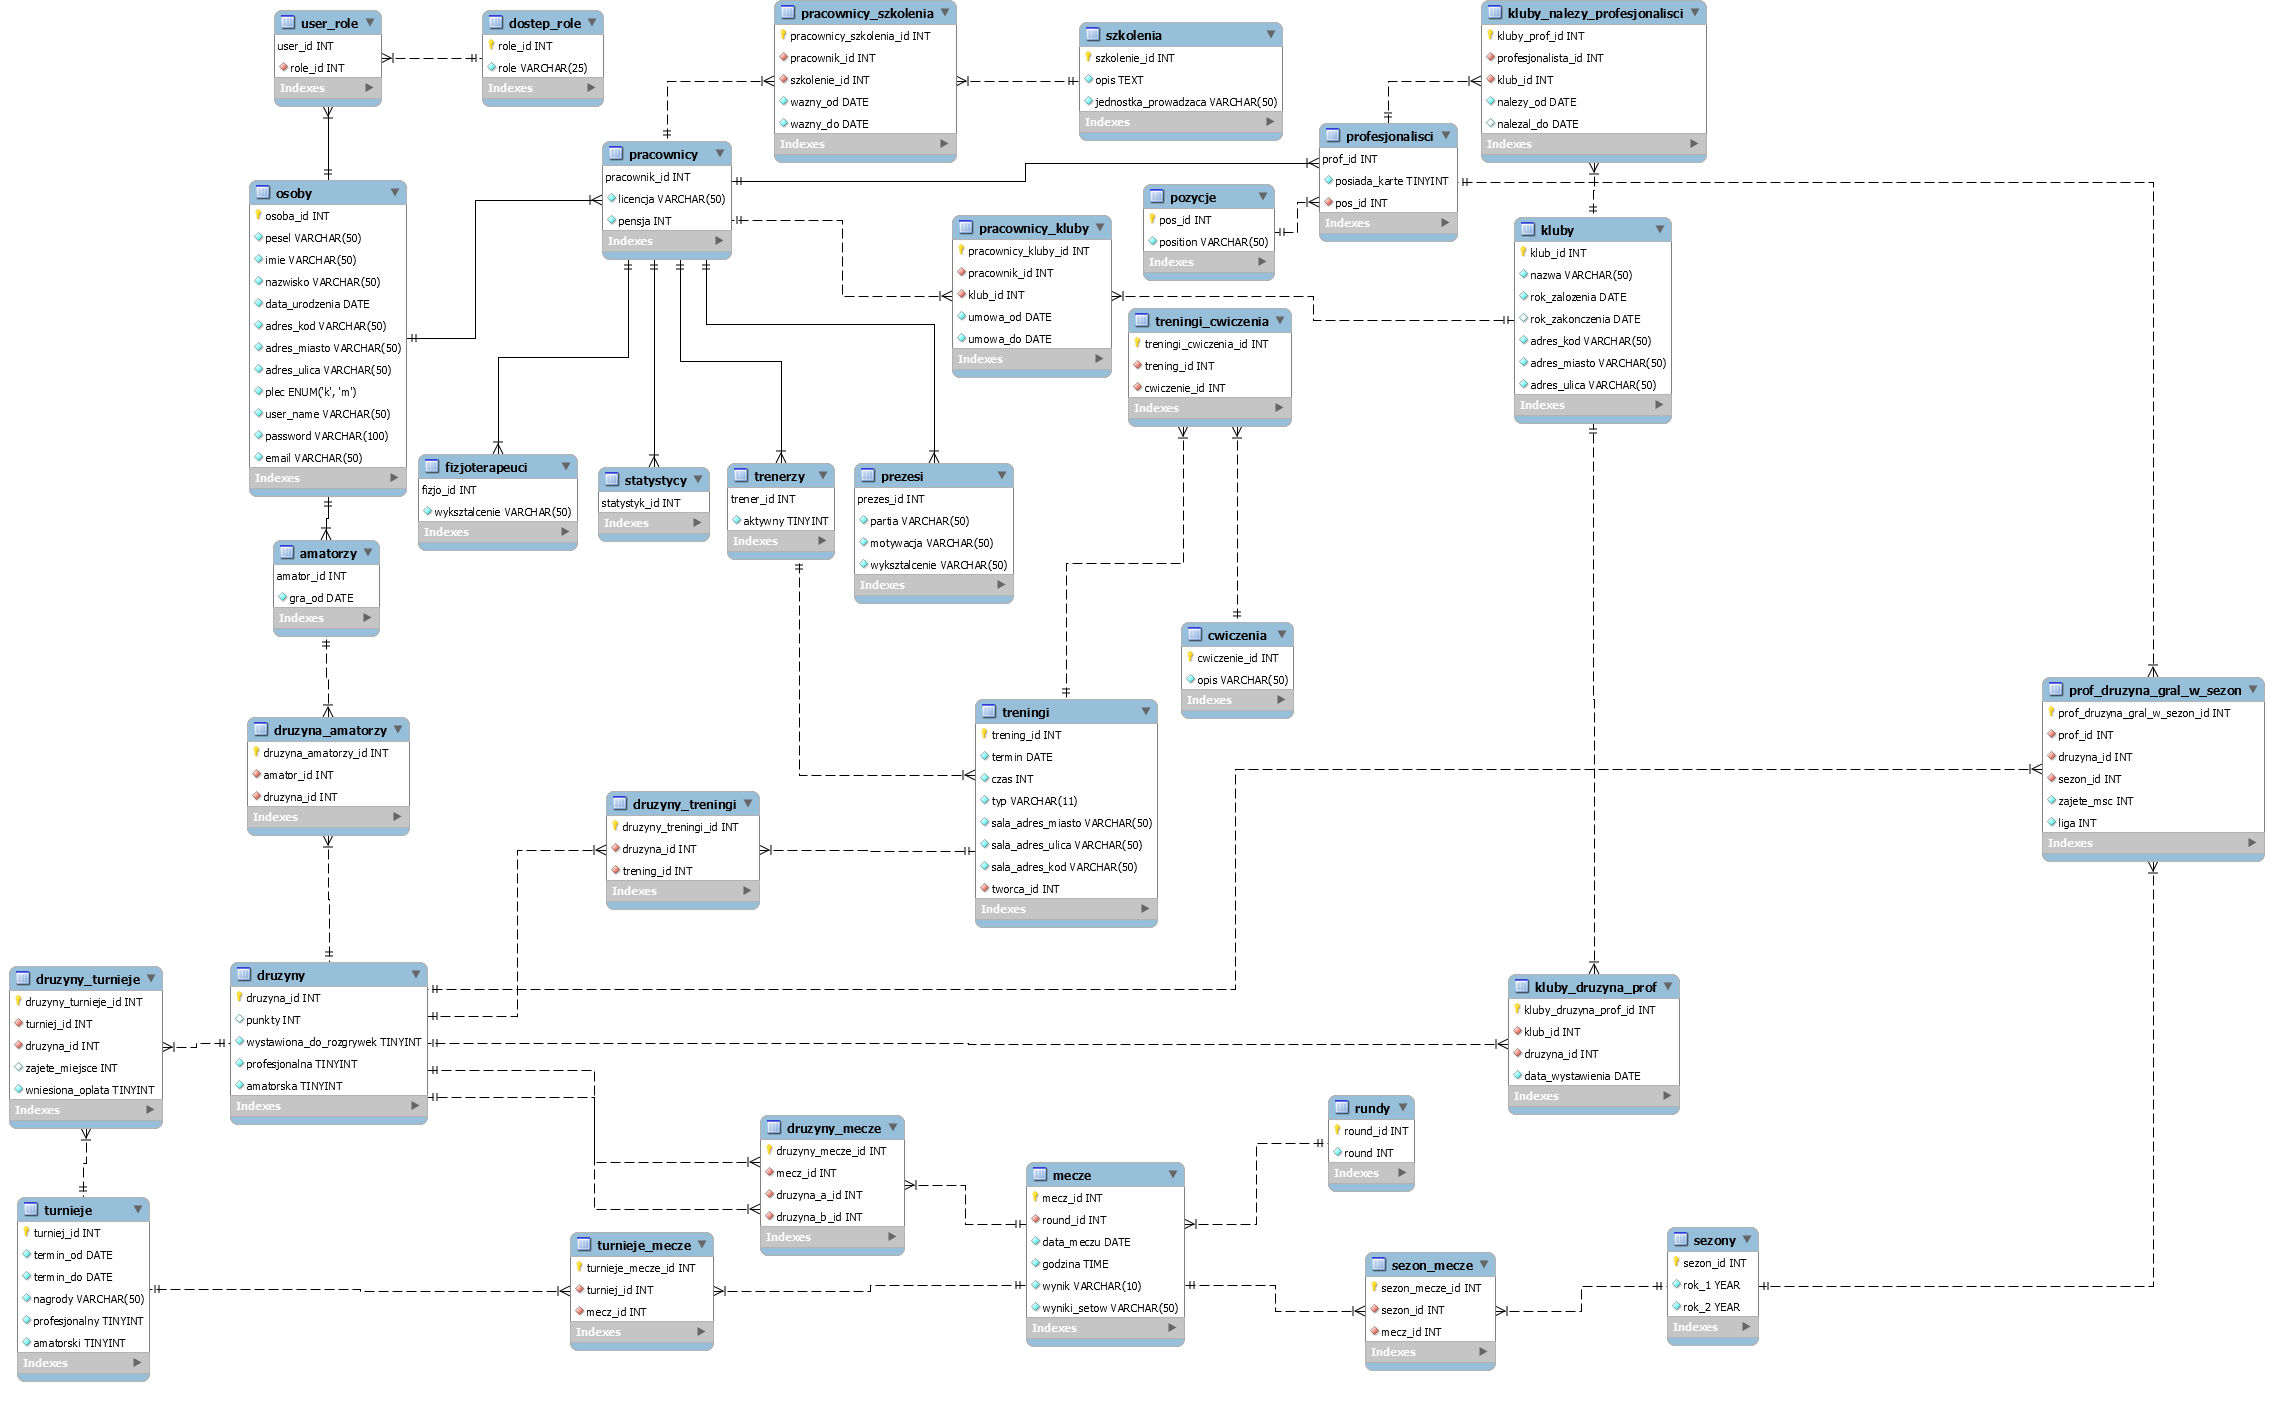 user_role
user_id INT
role_id INT
Indexes
dostep_role
role_id INT
role VARCHAR(25)
Indexes
pracownicy_szkolenia
pracownicy_szkolenia_id INT
pracownik_id INT
szkolenie_id INT
wazny_od DATE
wazny_do DATE
Indexes
szkolenia
szkolenie_id INT
opis TEXT
jednostka_prowadzaca VARCHAR(50)
Indexes
kluby_nalezy_profesjonalisci
kluby_prof_id INT
profesjonalista_id INT
klub_id INT
nalezy_od DATE
nalezal_do DATE
Indexes
profesjonalisci
prof_id INT
posiada_karte TINYINT
pos_id INT
Indexes
pracownicy
pracownik_id INT
licencja VARCHAR(50)
pensja INT
Indexes
osoby
osoba_id INT
pesel VARCHAR(50)
imie VARCHAR(50)
nazwisko VARCHAR(50)
data_urodzenia DATE
adres_kod VARCHAR(50)
adres_miasto VARCHAR(50)
adres_ulica VARCHAR(50)
plec ENUM('k', 'm')
user_name VARCHAR(50)
password VARCHAR(100)
email VARCHAR(50)
Indexes
pozycje
pos_id INT
position VARCHAR(50)
Indexes
pracownicy_kluby
pracownicy_kluby_id INT
pracownik_id INT
klub_id INT
umowa_od DATE
umowa_do DATE
Indexes
kluby
klub_id INT
nazwa VARCHAR(50)
rok_zalozenia DATE
rok_zakonczenia DATE
adres_kod VARCHAR(50)
adres_miasto VARCHAR(50)
adres_ulica VARCHAR(50)
Indexes
treningi_cwiczenia
treningi_cwiczenia_id INT
trening_id INT
cwiczenie_id INT
Indexes
fizjoterapeuci
fizjo_id INT
wyksztalcenie VARCHAR(50)
Indexes
statystycy
statystyk_id INT
Indexes
trenerzy
trener_id INT
aktywny TINYINT
Indexes
prezesi
prezes_id INT
partia VARCHAR(50)
motywacja VARCHAR(50)
wyksztalcenie VARCHAR(50)
Indexes
amatorzy
amator_id INT
gra_od DATE
Indexes
cwiczenia
cwiczenie_id INT
opis VARCHAR(50)
Indexes
prof_druzyna_gral_w_sezon
prof_druzyna_gral_w_sezon_id INT
prof_id INT
druzyna_id INT
sezon_id INT
zajete_msc INT
liga INT
Indexes
treningi
trening_id INT
termin DATE
czas INT
typ VARCHAR(11)
sala_adres_miasto VARCHAR(50)
sala_adres_ulica VARCHAR(50)
sala_adres_kod VARCHAR(50)
tworca_id INT
Indexes
druzyna_amatorzy
druzyna_amatorzy_id INT
amator_id INT
druzyna_id INT
Indexes
druzyny_treningi
druzyny_treningi_id INT
druzyna_id INT
trening_id INT
Indexes
druzyny_turnieje
druzyny_turnieje_id INT
turniej_id INT
druzyna_id INT
zajete_miejsce INT
wniesiona_oplata TINYINT
Indexes
druzyny
druzyna_id INT
punkty INT
wystawiona_do_rozgrywek TINYINT
profesjonalna TINYINT
amatorska TINYINT
Indexes
kluby_druzyna_prof
kluby_druzyna_prof_id INT
klub_id INT
druzyna_id INT
data_wystawienia DATE
Indexes
rundy
round_id INT
round INT
Indexes
druzyny_mecze
druzyny_mecze_id INT
mecz_id INT
druzyna_a_id INT
druzyna_b_id INT
Indexes
mecze
mecz_id INT
round_id INT
data_meczu DATE
godzina TIME
wynik VARCHAR(10)
wyniki_setow VARCHAR(50)
Indexes
turnieje
turniej_id INT
termin_od DATE
termin_do DATE
nagrody VARCHAR(50)
profesjonalny TINYINT
amatorski TINYINT
Indexes
turnieje_mecze
turnieje_mecze_id INT
turniej_id INT
mecz_id INT
Indexes
sezon_mecze
sezon_mecze_id INT
sezon_id INT
mecz_id INT
Indexes
sezony
sezon_id INT
rok_1 YEAR
rok_2 YEAR
Indexes